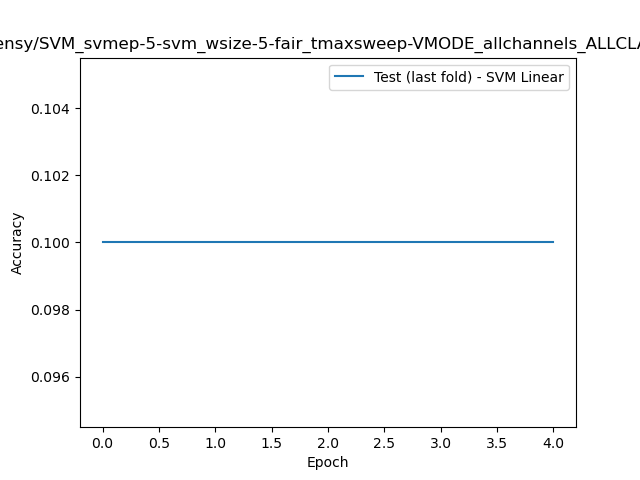 ensy/SVM_svmep-5-svm_wsize-5-fair_tmaxsweep-VMODE_allchannels_ALLCLA
Test (last fold) - SVM Linear
Accuracy
0.104
0.102
0.100
0.098
0.096
0.0 0.5 1.0 1.5 2.0 2.5 3.0 3.5 4.0
Epoch